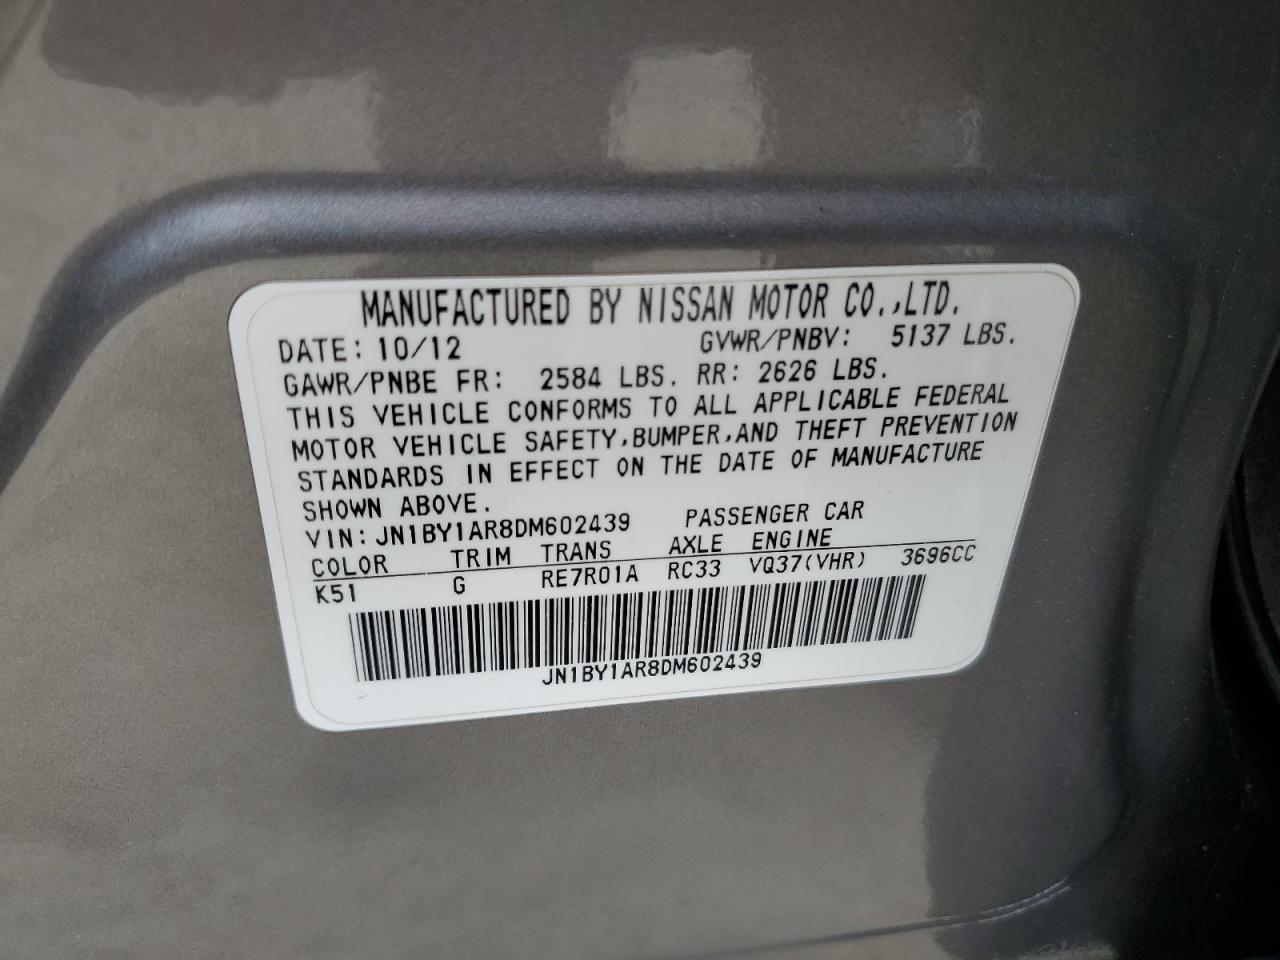 MANUFACTURED BY NISSAN MOTOR CO.,LTD.
DATE: 10/12 GVWR/PNBV: 5137 LBS.
GAWR/PNBE FR: 2584 LBS. RR: 2626 LBS.
THIS VEHICLE CONFORMS TO ALL APPLICABLE FEDERAL
MOTOR VEHICLE SAFETY,BUMPER,AND THEFT PREVENTION
STANDARDS IN EFFECT ON THE DATE OF MANUFACTURE
SHOWN ABOVE.
VIN: JN1BY1AR8DM602439 PASSENGER CAR
COLOR TRIM TRANS AXLE ENGINE
K51 G RE7R01A RC33 VQ37(VHR) 3696CC
JN1BY1AR8DM602439